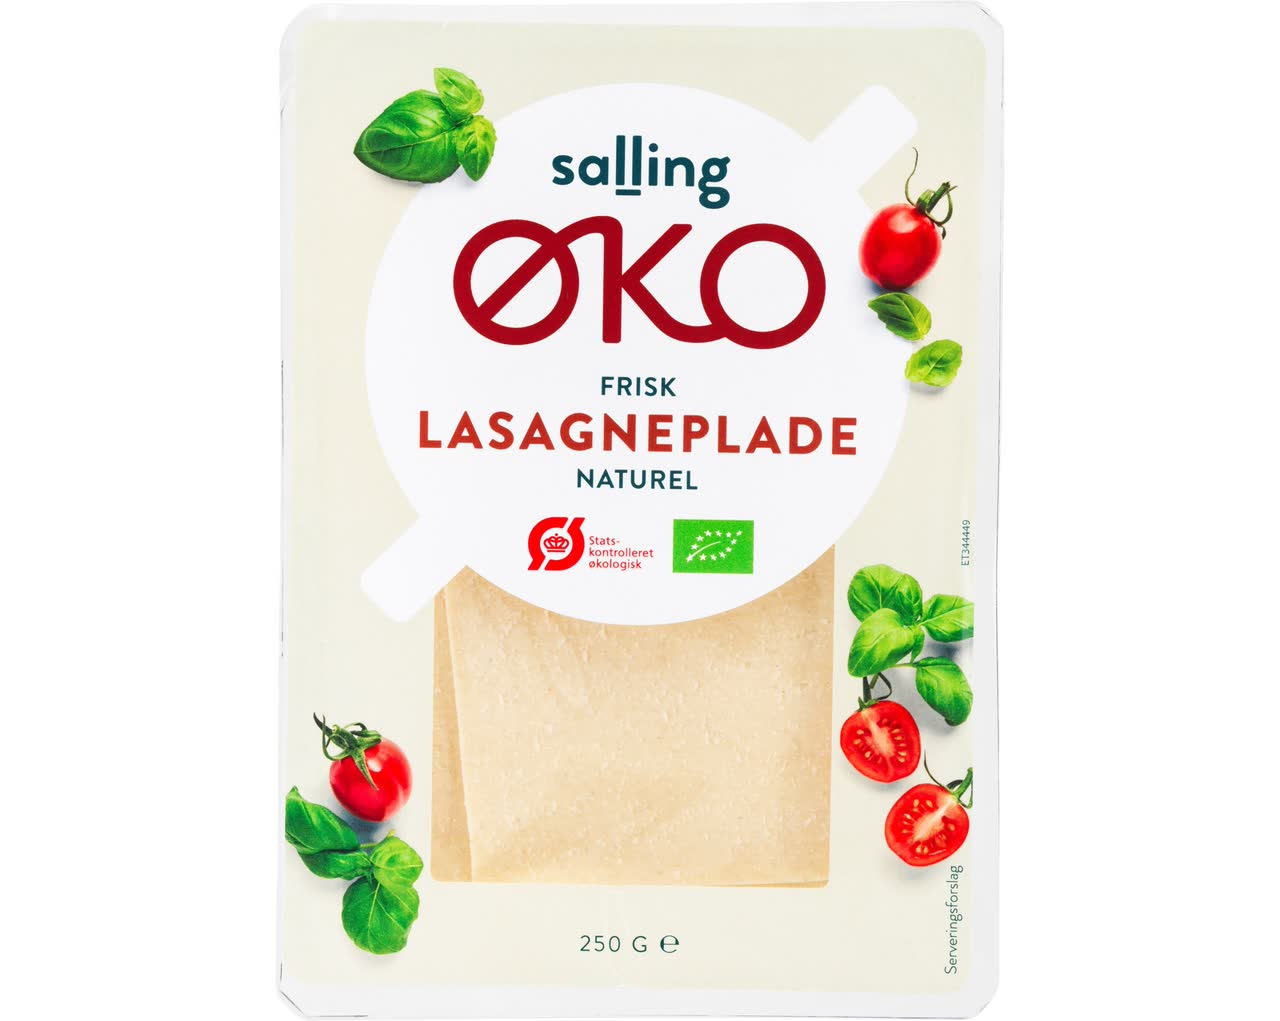 salling
ØKO
FRISK
LASAGNEPLADE
NATUREL
Stats-
kontrolleret
økologisk
ET344449
Serveringsforslag
250 G ℮